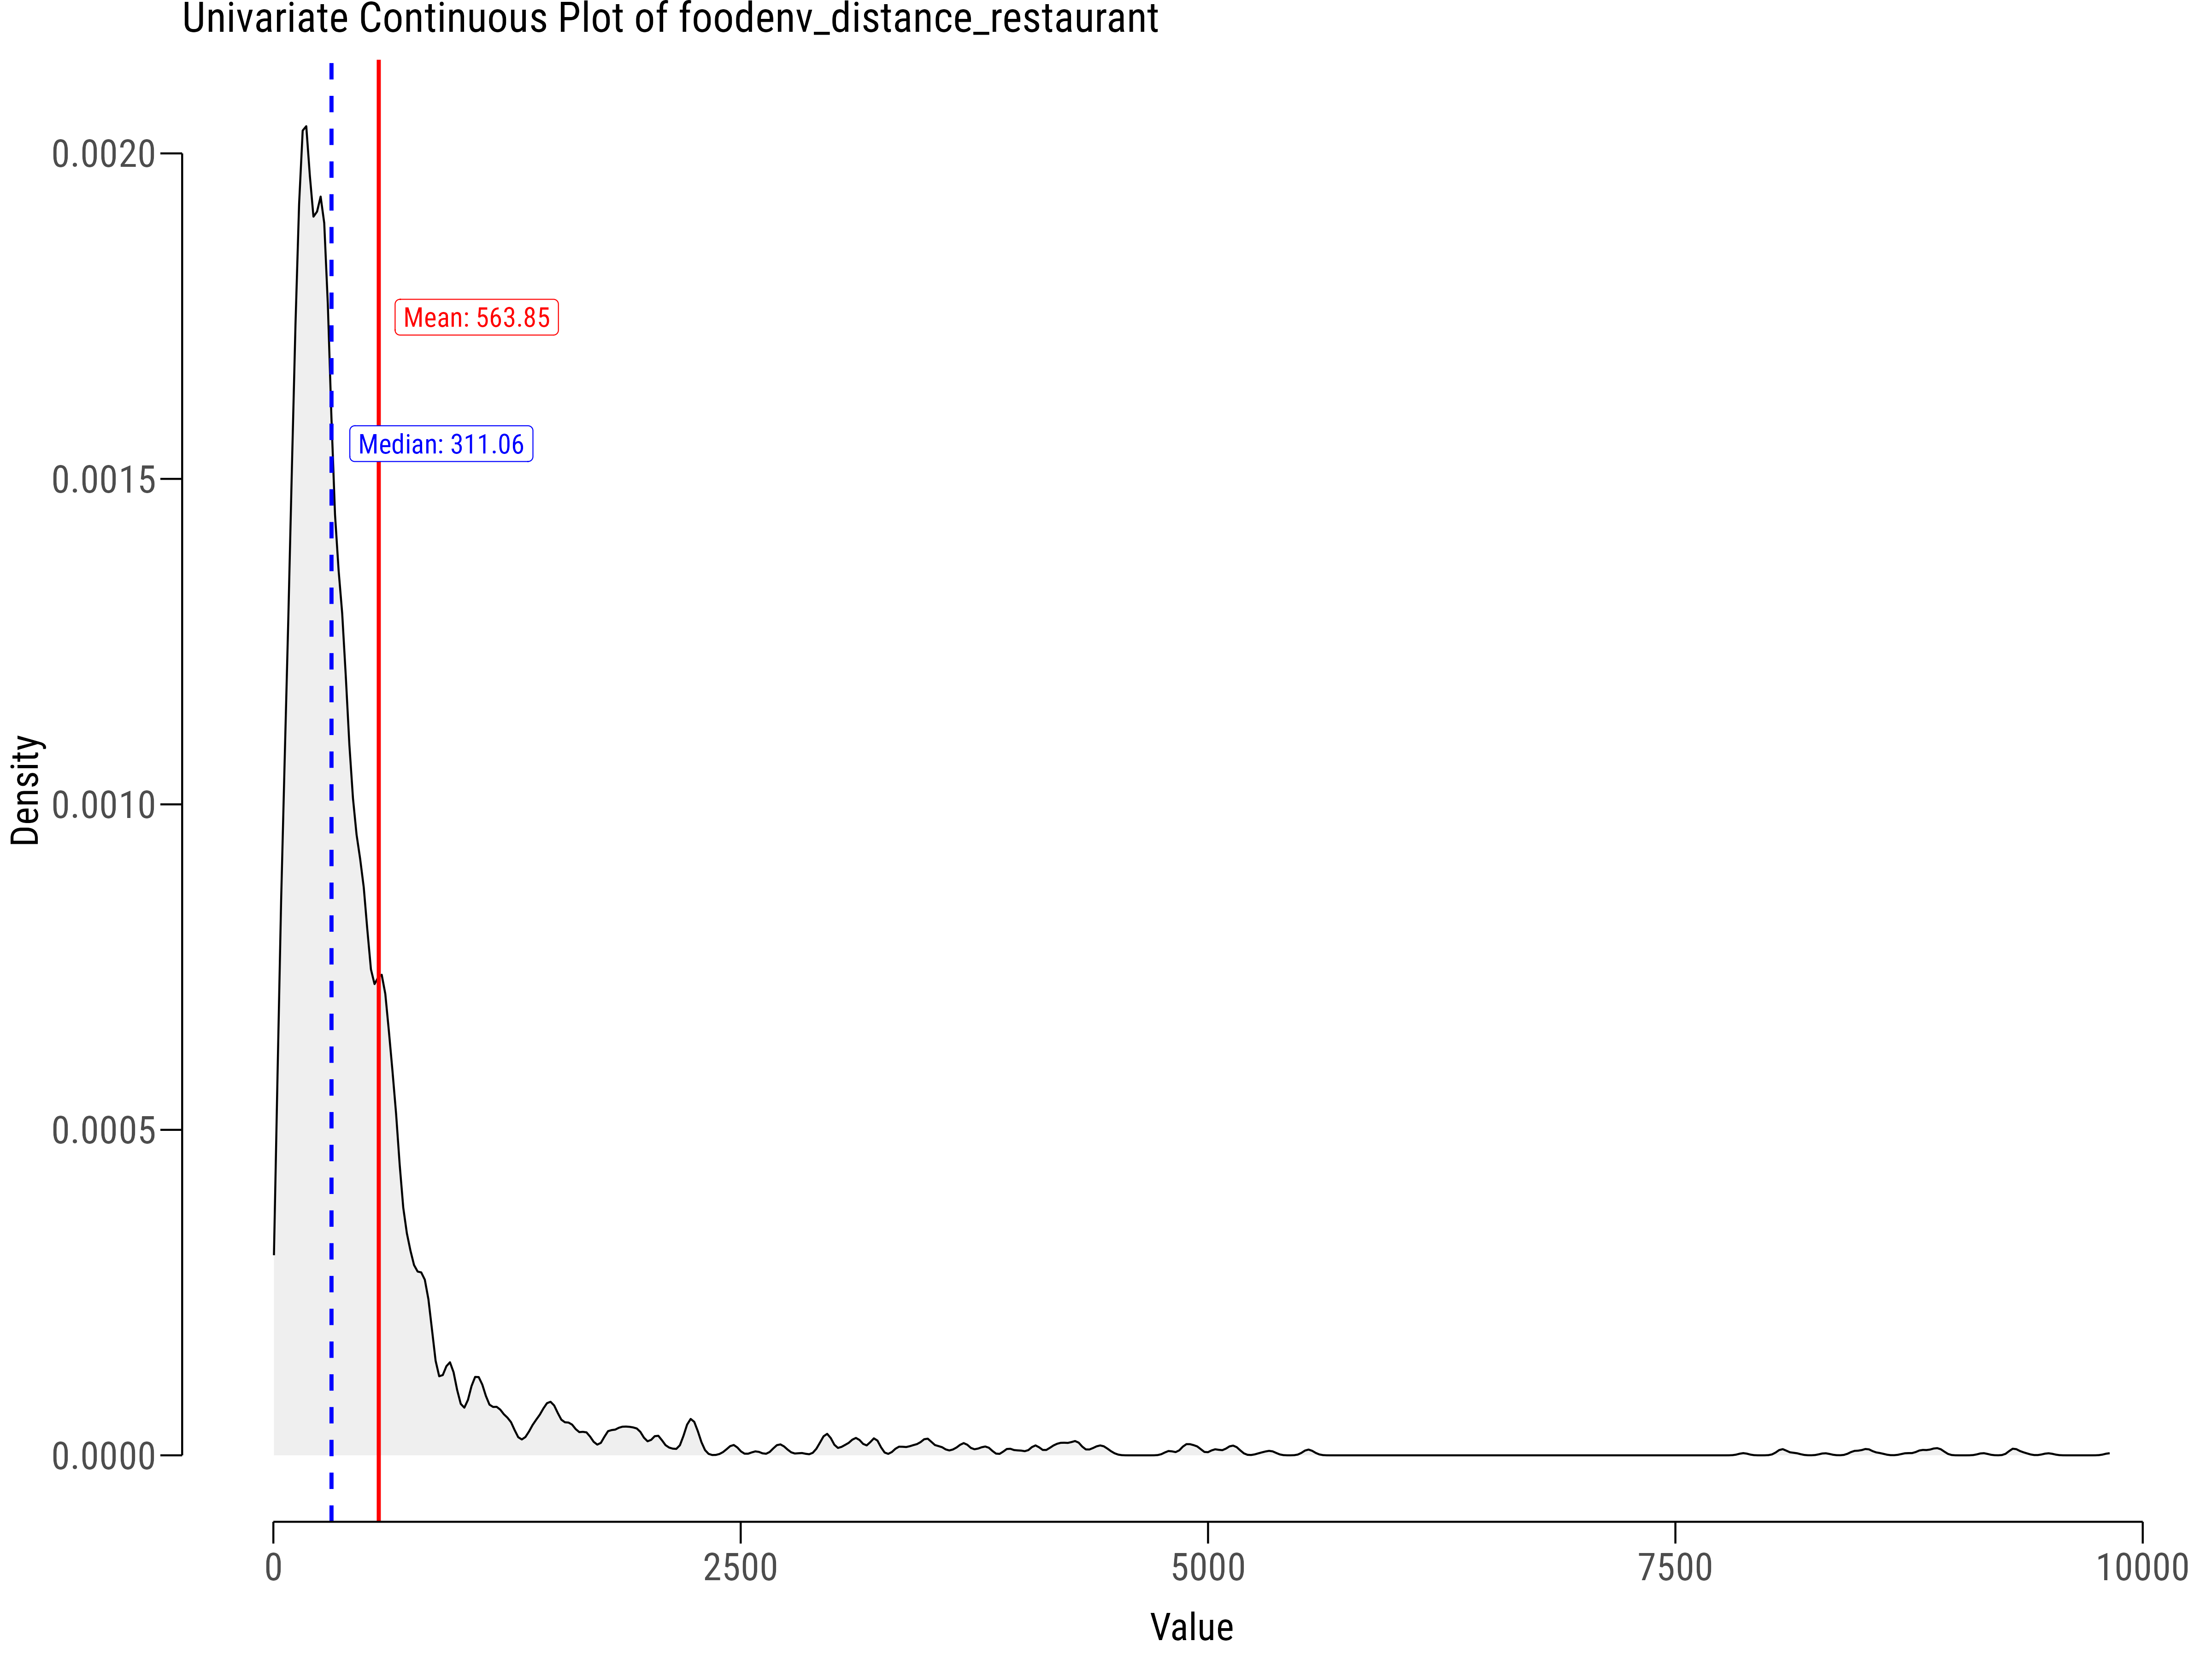 Univariate Continuous Plot of foodenv_distance_restaurant
0.0020
Mean: 563.85
Median: 311.06
0.0015
Density
0.0010
0.0005
0.0000
0 2500 5000 7500 10000
Value